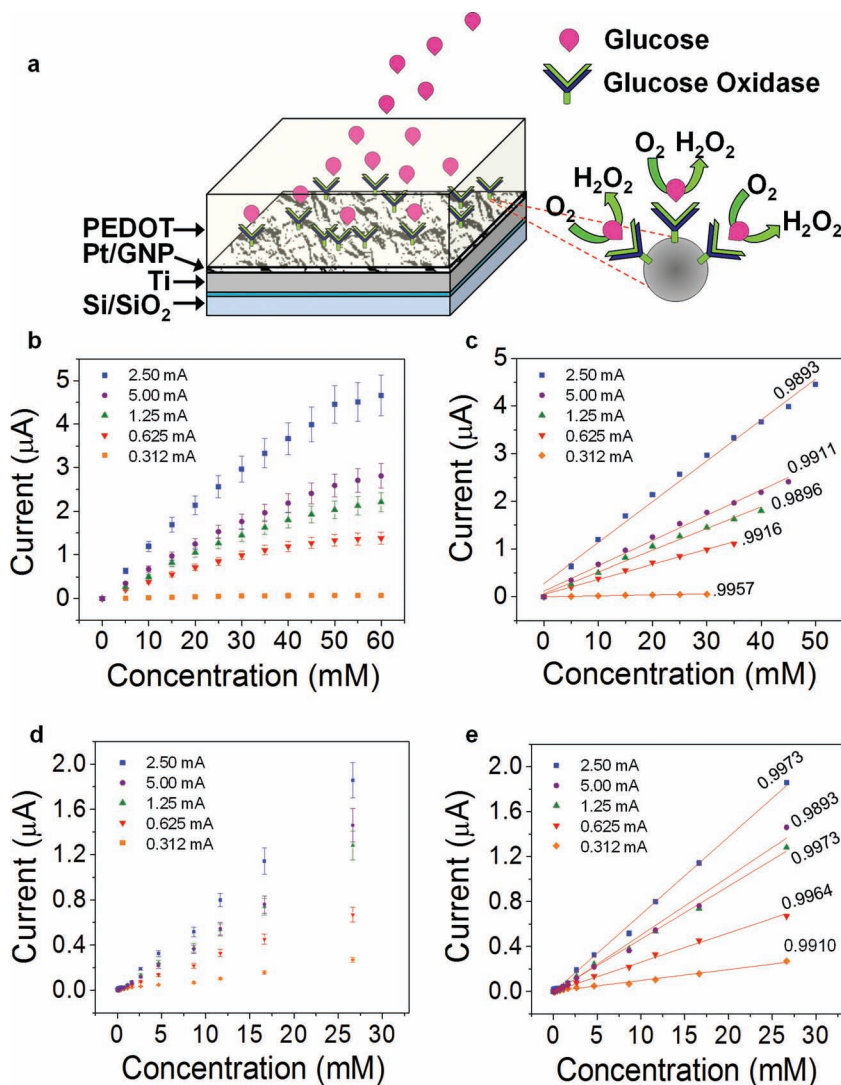 a
Glucose
Glucose Oxidase
O2 H2O2
H2O2 O2
O2 H2O2
PEDOT
Pt/GNP
Ti
Si/SiO2
b
2.50 mA
5.00 mA
1.25 mA
0.625 mA
0.312 mA
Current (μA)
5
4
3
2
1
0
0 10 20 30 40 50 60
Concentration (mM)
c
2.50 mA
5.00 mA
1.25 mA
0.625 mA
0.312 mA
0.9893
0.9911
0.9896
.9916
.9957
Current (μA)
5
4
3
2
1
0
0 10 20 30 40 50
Concentration (mM)
d
2.50 mA
5.00 mA
1.25 mA
0.625 mA
0.312 mA
Current (μA)
2.0
1.6
1.2
0.8
0.4
0.0
0 5 10 15 20 25 30
Concentration (mM)
e
2.50 mA
5.00 mA
1.25 mA
0.625 mA
0.312 mA
0.9973
0.9893
0.9973
0.9964
0.9910
Current (μA)
2.0
1.6
1.2
0.8
0.4
0.0
0 5 10 15 20 25 30
Concentration (mM)